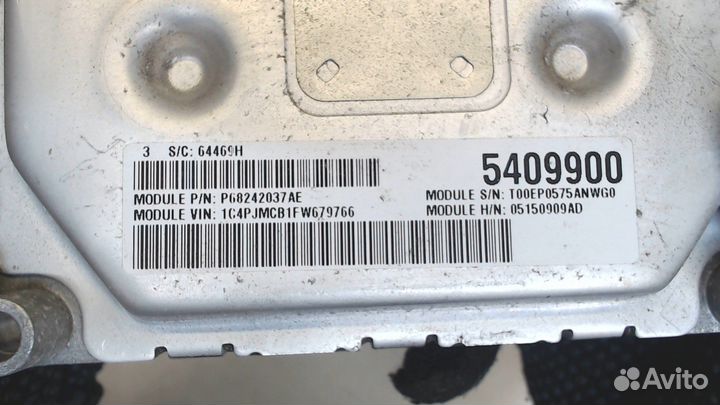 3 S/C: 64469H
5409900
MODULE P/N: P68242037AE
MODULE S/N: T00EP0575ANWG0
MODULE VIN: 1C4PJMCB1FW679766
MODULE H/N: 05150909AD
Avito